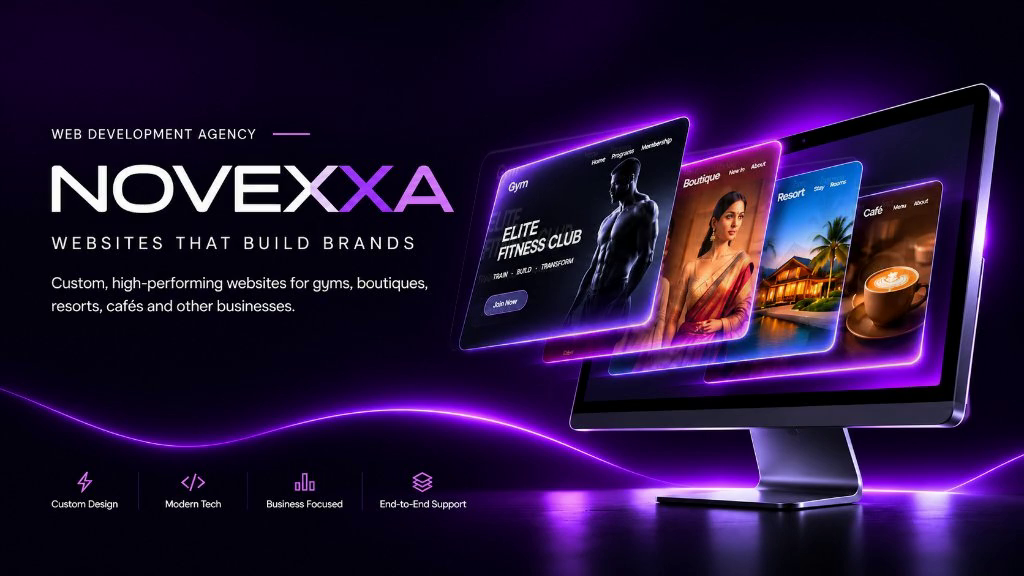 WEB DEVELOPMENT AGENCY
NOVEXXA
WEBSITES THAT BUILD BRANDS
Custom, high-performing websites for gyms, boutiques,
resorts, cafés and other businesses.
Gym
Home Programs Membership
ELITE
FITNESS CLUB
TRAIN · BUILD · TRANSFORM
Join Now
Boutique New In About
Resort Stay Rooms
Café Menu About
Custom Design
Modern Tech
Business Focused
End-to-End Support